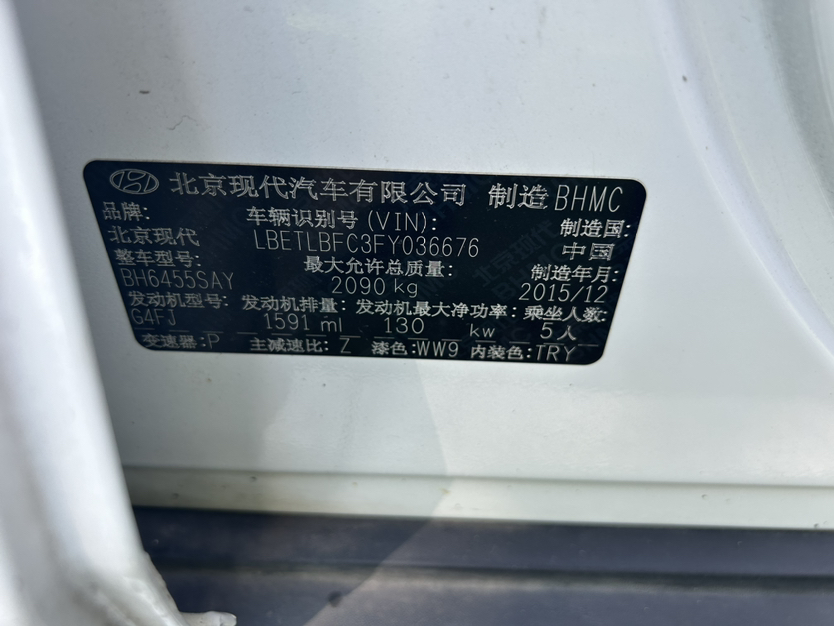 北京现代汽车有限公司 制造 BHMC
品牌: 车辆识别号(VIN): 制造国:
北京现代 LBETLBFC3FY036676 中国
整车型号: 最大允许总质量: 制造年月:
BH6455SAY 2090 kg 2015/12
发动机型号: 发动机排量: 发动机最大净功率: 乘坐人数:
G4FJ 1591 ml 130 kw 5人
变速器: P 主减速比: Z 漆色: WW9 内装色: TRY